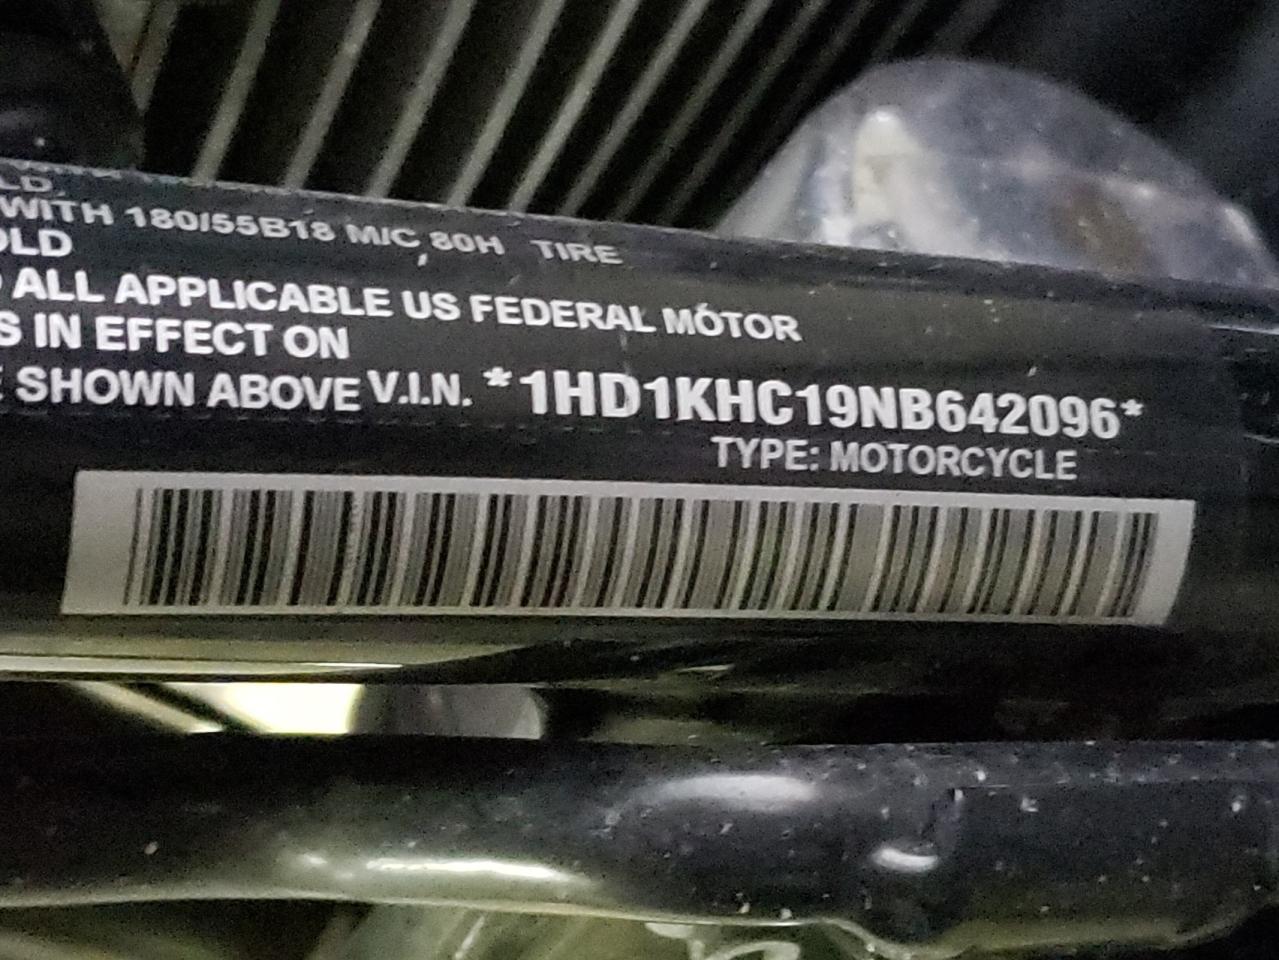 LD.
WITH 180/55B18 M/C, 80H TIRE
OLD
ALL APPLICABLE US FEDERAL MOTOR
S IN EFFECT ON
E SHOWN ABOVE V.I.N. *1HD1KHC19NB642096*
TYPE: MOTORCYCLE